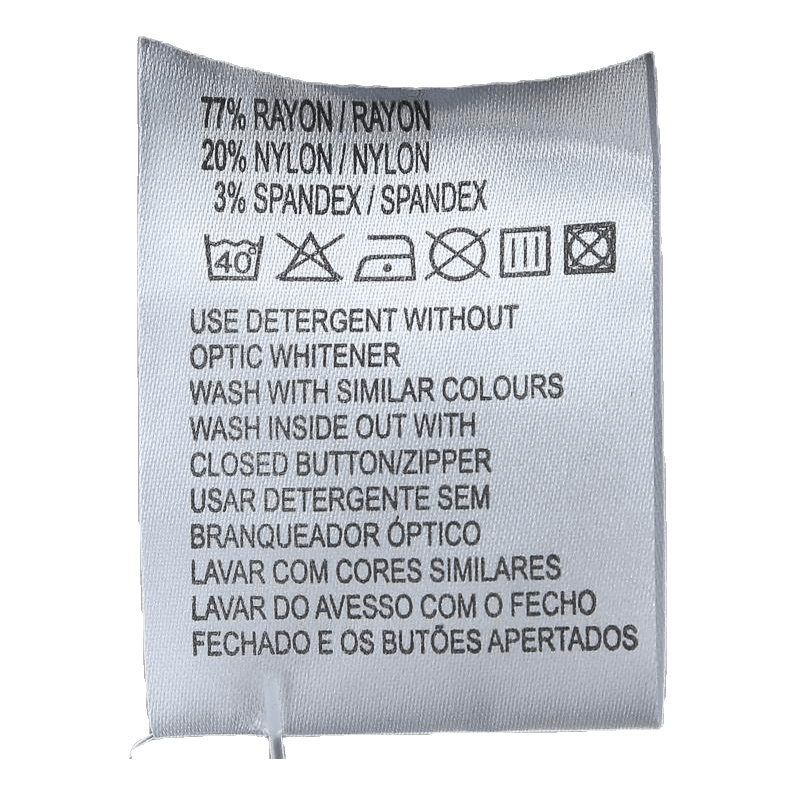 77% RAYON / RAYON
20% NYLON / NYLON
3% SPANDEX / SPANDEX
40°
USE DETERGENT WITHOUT
OPTIC WHITENER
WASH WITH SIMILAR COLOURS
WASH INSIDE OUT WITH
CLOSED BUTTON/ZIPPER
USAR DETERGENTE SEM
BRANQUEADOR ÓPTICO
LAVAR COM CORES SIMILARES
LAVAR DO AVESSO COM O FECHO
FECHADO E OS BUTÕES APERTADOS